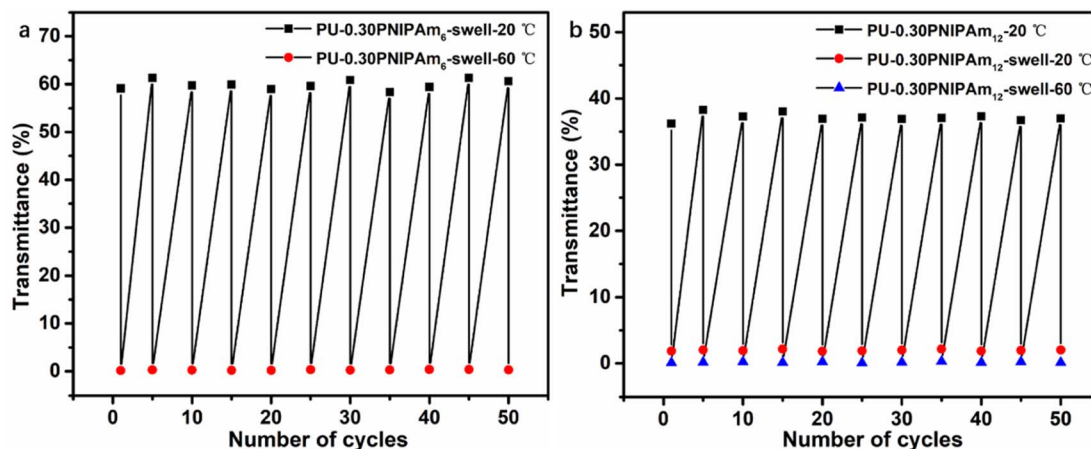 a
PU-0.30PNIPAm₆-swell-20 ℃
PU-0.30PNIPAm₆-swell-60 ℃
Transmittance (%)
70
60
50
40
30
20
10
0
0 10 20 30 40 50
Number of cycles
b
PU-0.30PNIPAm₁₂-20 ℃
PU-0.30PNIPAm₁₂-swell-20 ℃
PU-0.30PNIPAm₁₂-swell-60 ℃
Transmittance (%)
50
40
30
20
10
0
0 10 20 30 40 50
Number of cycles